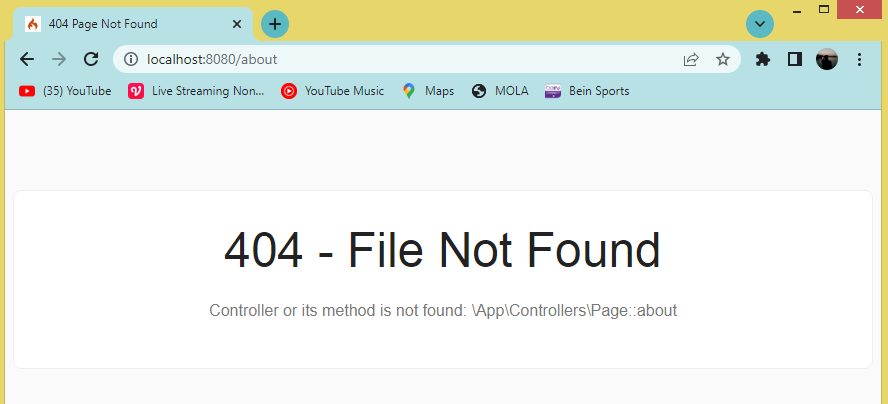 404 Page Not Found
localhost:8080/about
(35) YouTube
Live Streaming Non...
YouTube Music
Maps
MOLA
Bein Sports
404 - File Not Found
Controller or its method is not found: \App\Controllers\Page::about